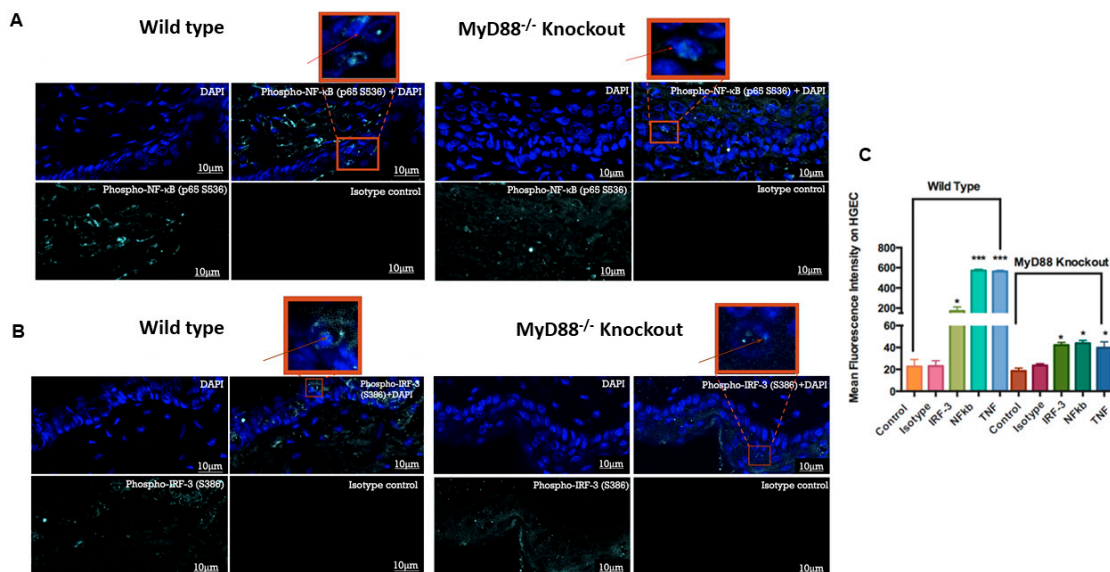 A
Wild type
MyD88-/- Knockout
DAPI
Phospho-NF-κB (p65 S536) + DAPI
DAPI
Phospho-NF-κB (p65 S536) + DAPI
10μm
10μm
10μm
10μm
Phospho-NF-κB (p65 S536)
Isotype control
Phospho-NF-κB (p65 S536)
Isotype control
10μm
10μm
10μm
10μm
B
Wild type
MyD88-/- Knockout
DAPI
Phospho-IRF-3
(S386)+DAPI
DAPI
Phospho-IRF-3 (S386)+DAPI
10μm
10μm
10μm
10μm
Phospho-IRF-3 (S386)
Isotype control
Phospho-IRF-3 (S386)
Isotype control
10μm
10μm
10μm
10μm
C
Wild Type
MyD88 Knockout
Mean Fluorescence Intensity on HGEC
800
600
400
200
60
40
20
0
*
***
***
*
*
*
Control
Isotype
IRF-3
NFkb
TNF
Control
Isotype
IRF-3
NFkb
TNF